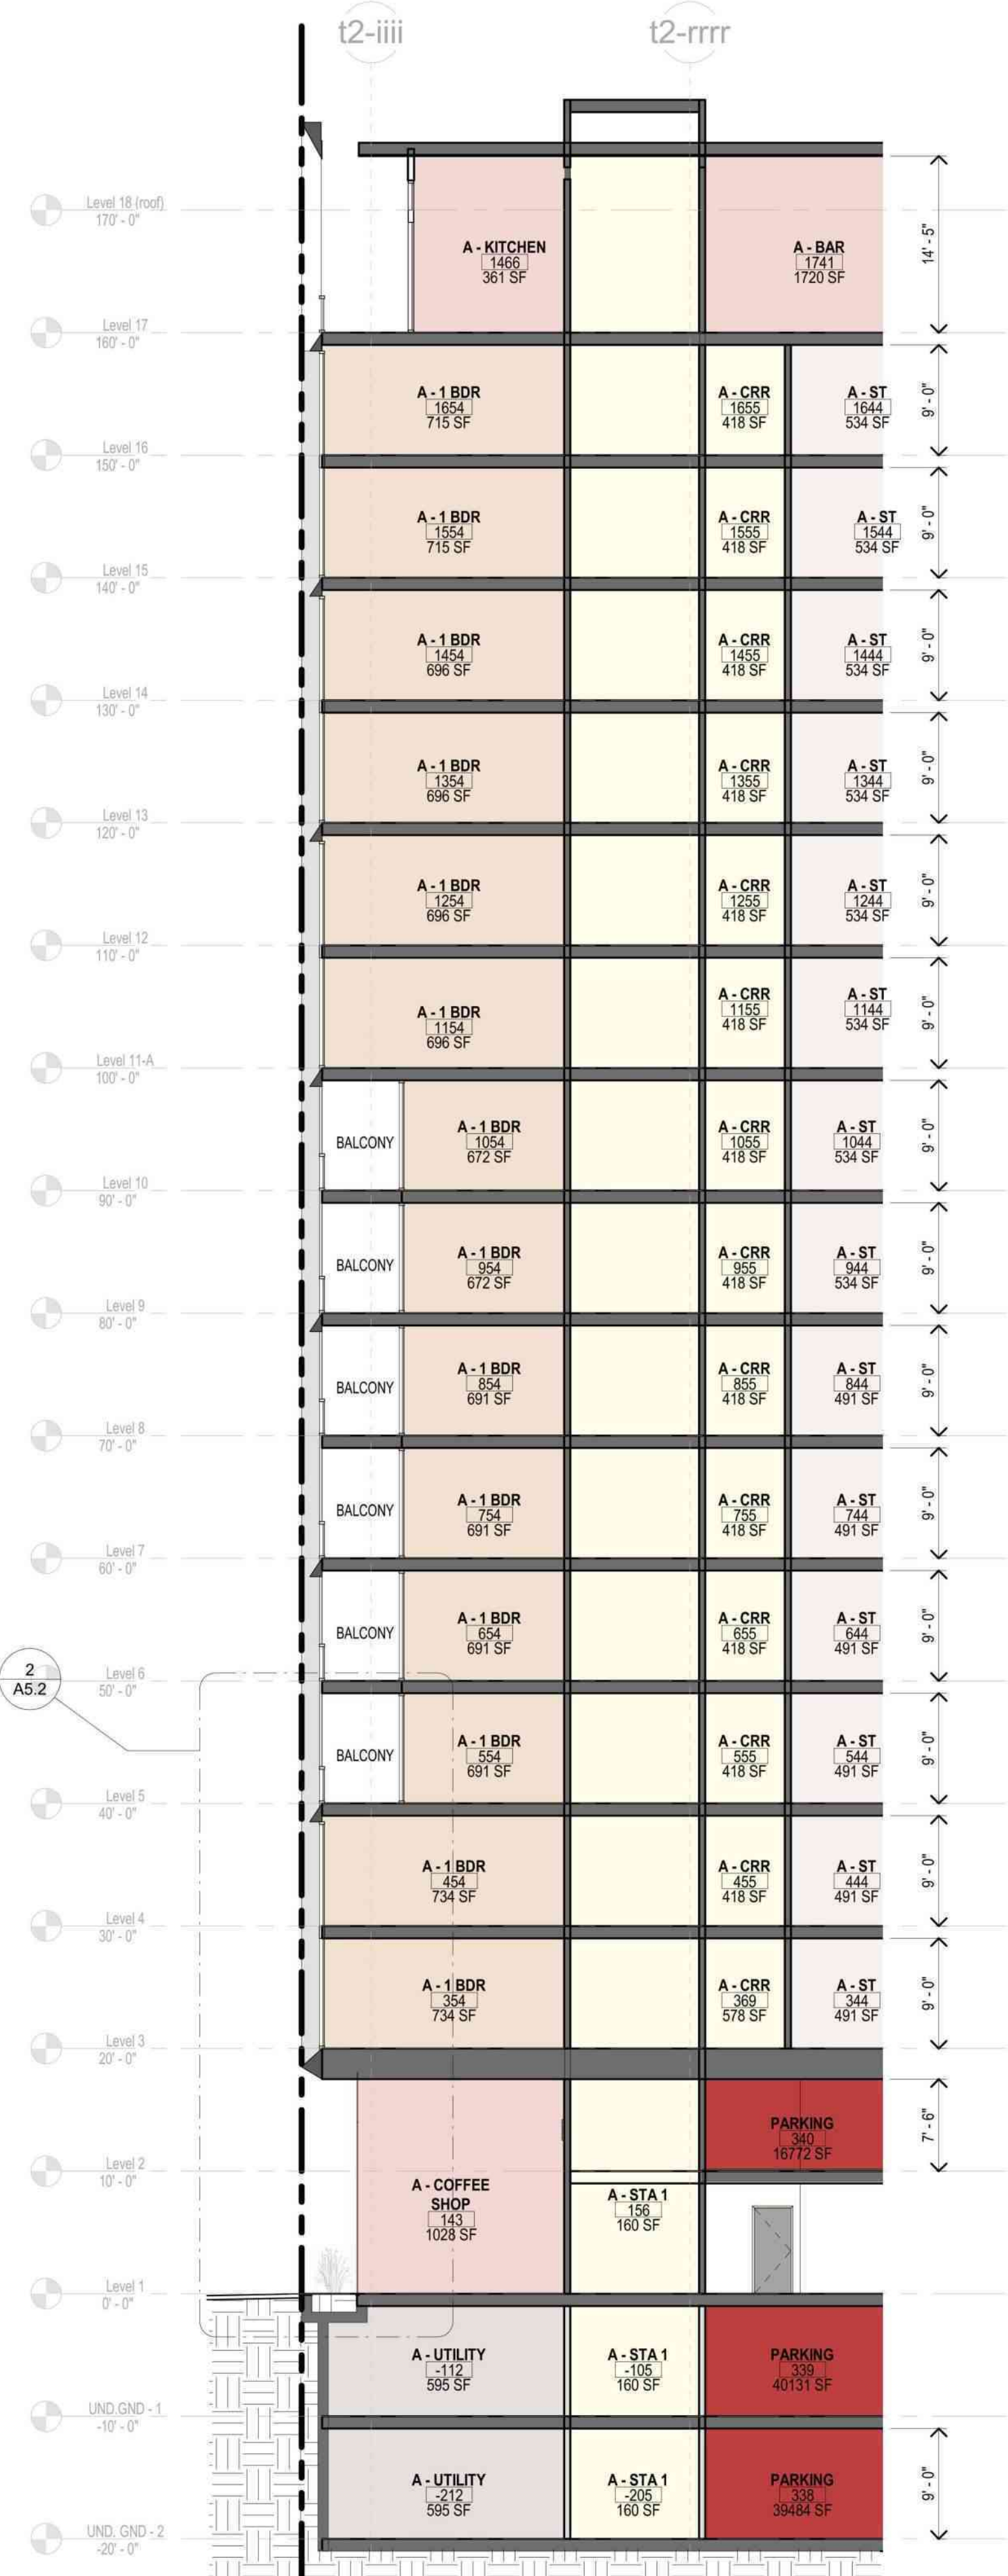 t2-iiii
t2-rrrr
Level 18 (roof)
170' - 0"
A - KITCHEN
1466
361 SF
A - BAR
1741
1720 SF
14' - 5"
Level 17
160' - 0"
A - 1 BDR
1654
715 SF
A - CRR
1655
418 SF
A - ST
1644
534 SF
9' - 0"
Level 16
150' - 0"
A - 1 BDR
1554
715 SF
A - CRR
1555
418 SF
A - ST
1544
534 SF
9' - 0"
Level 15
140' - 0"
A - 1 BDR
1454
696 SF
A - CRR
1455
418 SF
A - ST
1444
534 SF
9' - 0"
Level 14
130' - 0"
A - 1 BDR
1354
696 SF
A - CRR
1355
418 SF
A - ST
1344
534 SF
9' - 0"
Level 13
120' - 0"
A - 1 BDR
1254
696 SF
A - CRR
1255
418 SF
A - ST
1244
534 SF
9' - 0"
Level 12
110' - 0"
A - 1 BDR
1154
696 SF
A - CRR
1155
418 SF
A - ST
1144
534 SF
9' - 0"
Level 11-A
100' - 0"
BALCONY
A - 1 BDR
1054
672 SF
A - CRR
1055
418 SF
A - ST
1044
534 SF
9' - 0"
Level 10
90' - 0"
BALCONY
A - 1 BDR
954
672 SF
A - CRR
955
418 SF
A - ST
944
534 SF
9' - 0"
Level 9
80' - 0"
BALCONY
A - 1 BDR
854
691 SF
A - CRR
855
418 SF
A - ST
844
491 SF
9' - 0"
Level 8
70' - 0"
BALCONY
A - 1 BDR
754
691 SF
A - CRR
755
418 SF
A - ST
744
491 SF
9' - 0"
Level 7
60' - 0"
BALCONY
A - 1 BDR
654
691 SF
A - CRR
655
418 SF
A - ST
644
491 SF
9' - 0"
2
A5.2
Level 6
50' - 0"
BALCONY
A - 1 BDR
554
691 SF
A - CRR
555
418 SF
A - ST
544
491 SF
9' - 0"
Level 5
40' - 0"
A - 1 BDR
454
734 SF
A - CRR
455
418 SF
A - ST
444
491 SF
9' - 0"
Level 4
30' - 0"
A - 1 BDR
354
734 SF
A - CRR
369
578 SF
A - ST
344
491 SF
9' - 0"
Level 3
20' - 0"
PARKING
340
16772 SF
7' - 6"
Level 2
10' - 0"
A - COFFEE
SHOP
143
1028 SF
A - STA 1
156
160 SF
Level 1
0' - 0"
A - UTILITY
-112
595 SF
A - STA 1
-105
160 SF
PARKING
339
40131 SF
UND.GND - 1
-10' - 0"
A - UTILITY
-212
595 SF
A - STA 1
-205
160 SF
PARKING
338
39484 SF
9' - 0"
UND. GND - 2
-20' - 0"